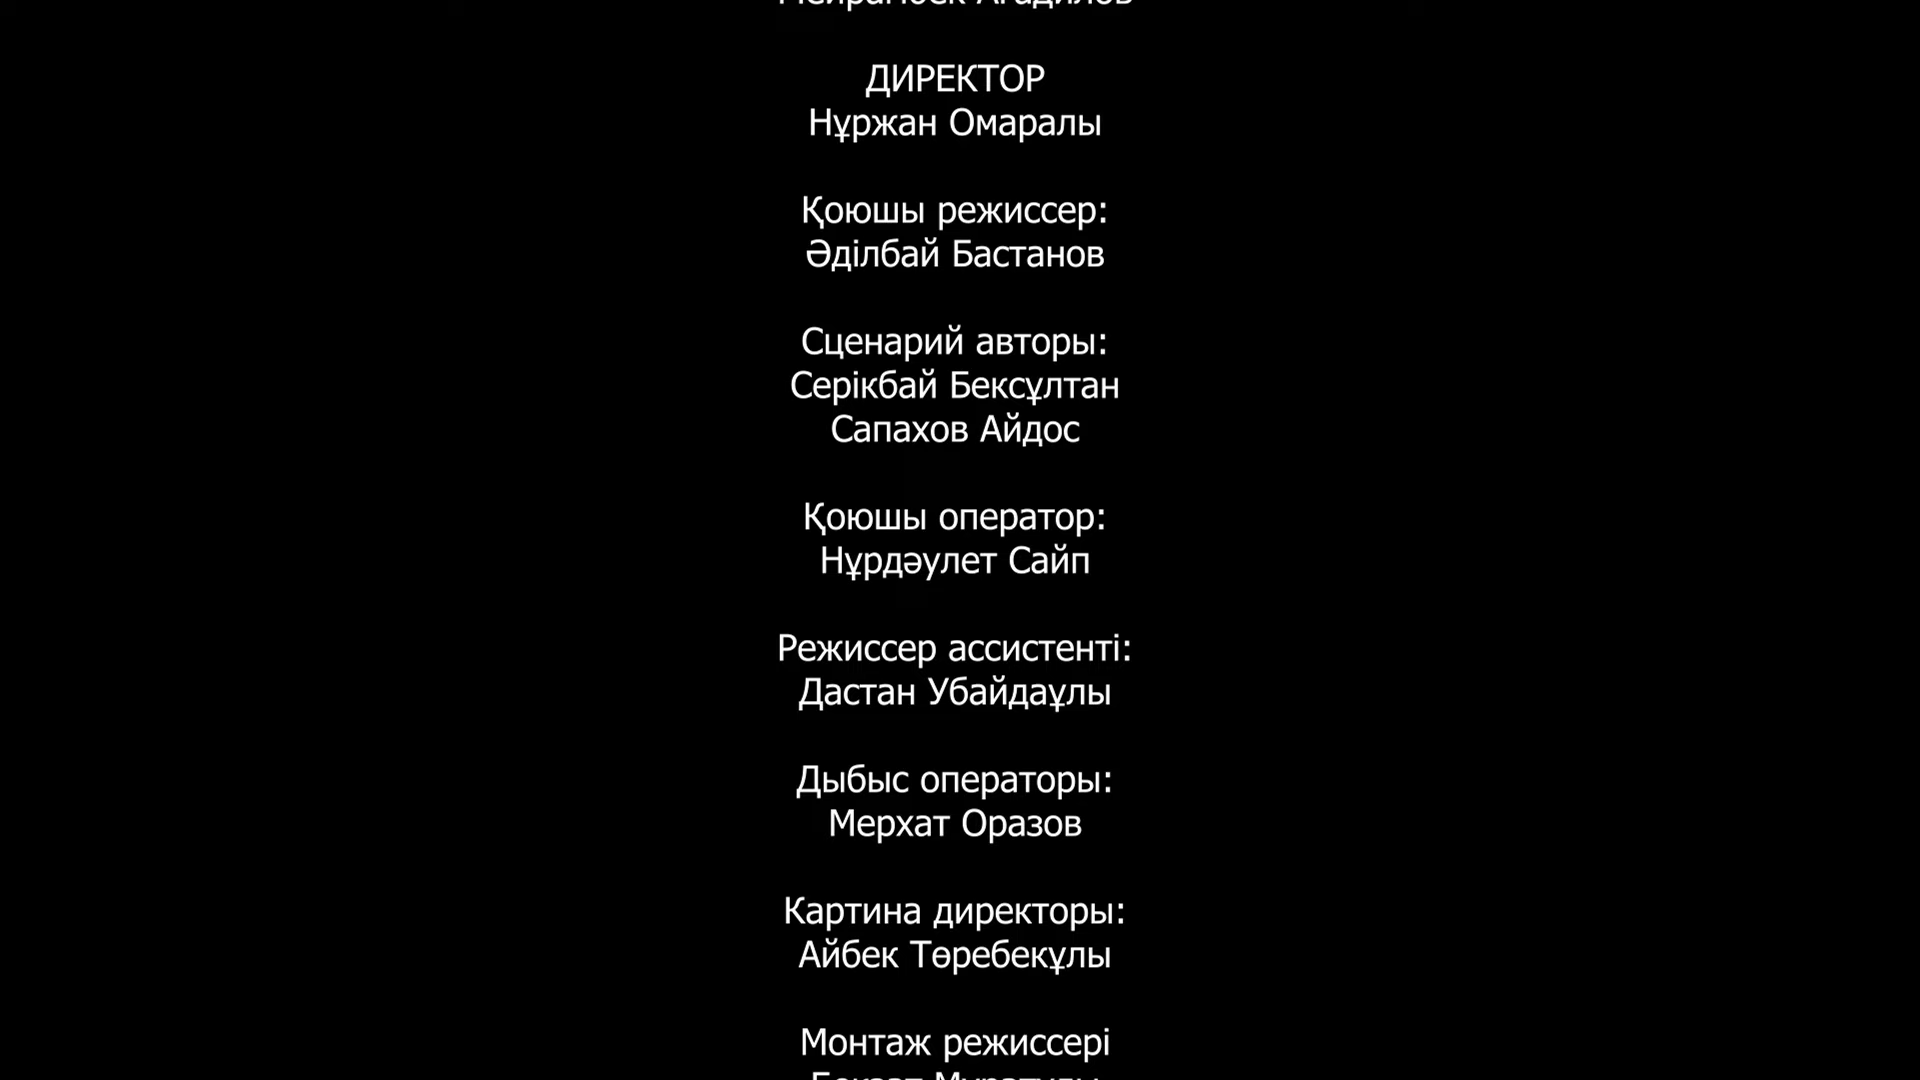 ДИРЕКТОР
Нұржан Омаралы
Қоюшы режиссер:
Әділбай Бастанов
Сценарий авторы:
Серікбай Бексұлтан
Сапахов Айдос
Қоюшы оператор:
Нұрдәулет Сайп
Режиссер ассистенті:
Дастан Убайдаұлы
Дыбыс операторы:
Мерхат Оразов
Картина директоры:
Айбек Төребекұлы
Монтаж режиссері